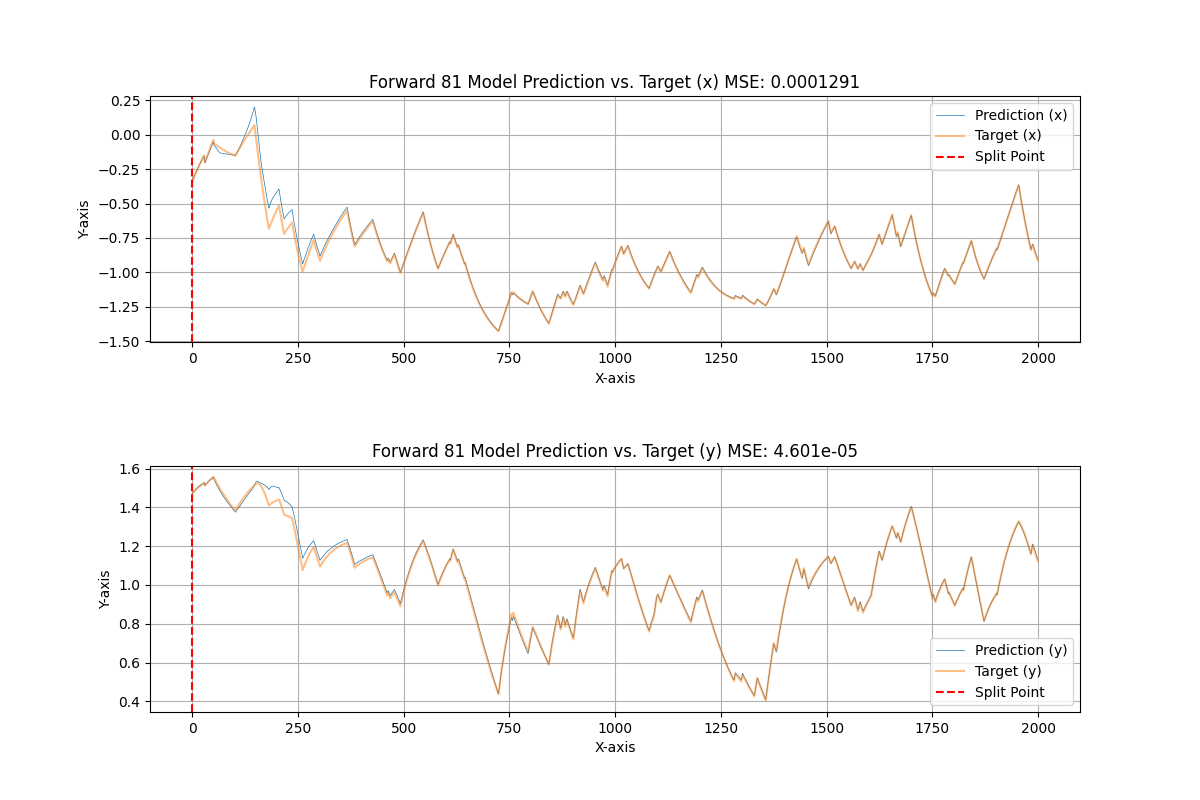 Forward 81 Model Prediction vs. Target (x) MSE: 0.0001291
0.25
0.00
−0.25
−0.50
−0.75
−1.00
−1.25
−1.50
Y-axis
Prediction (x)
Target (x)
Split Point
0 250 500 750 1000 1250 1500 1750 2000
X-axis
Forward 81 Model Prediction vs. Target (y) MSE: 4.601e-05
1.6
1.4
1.2
1.0
0.8
0.6
0.4
Y-axis
Prediction (y)
Target (y)
Split Point
0 250 500 750 1000 1250 1500 1750 2000
X-axis